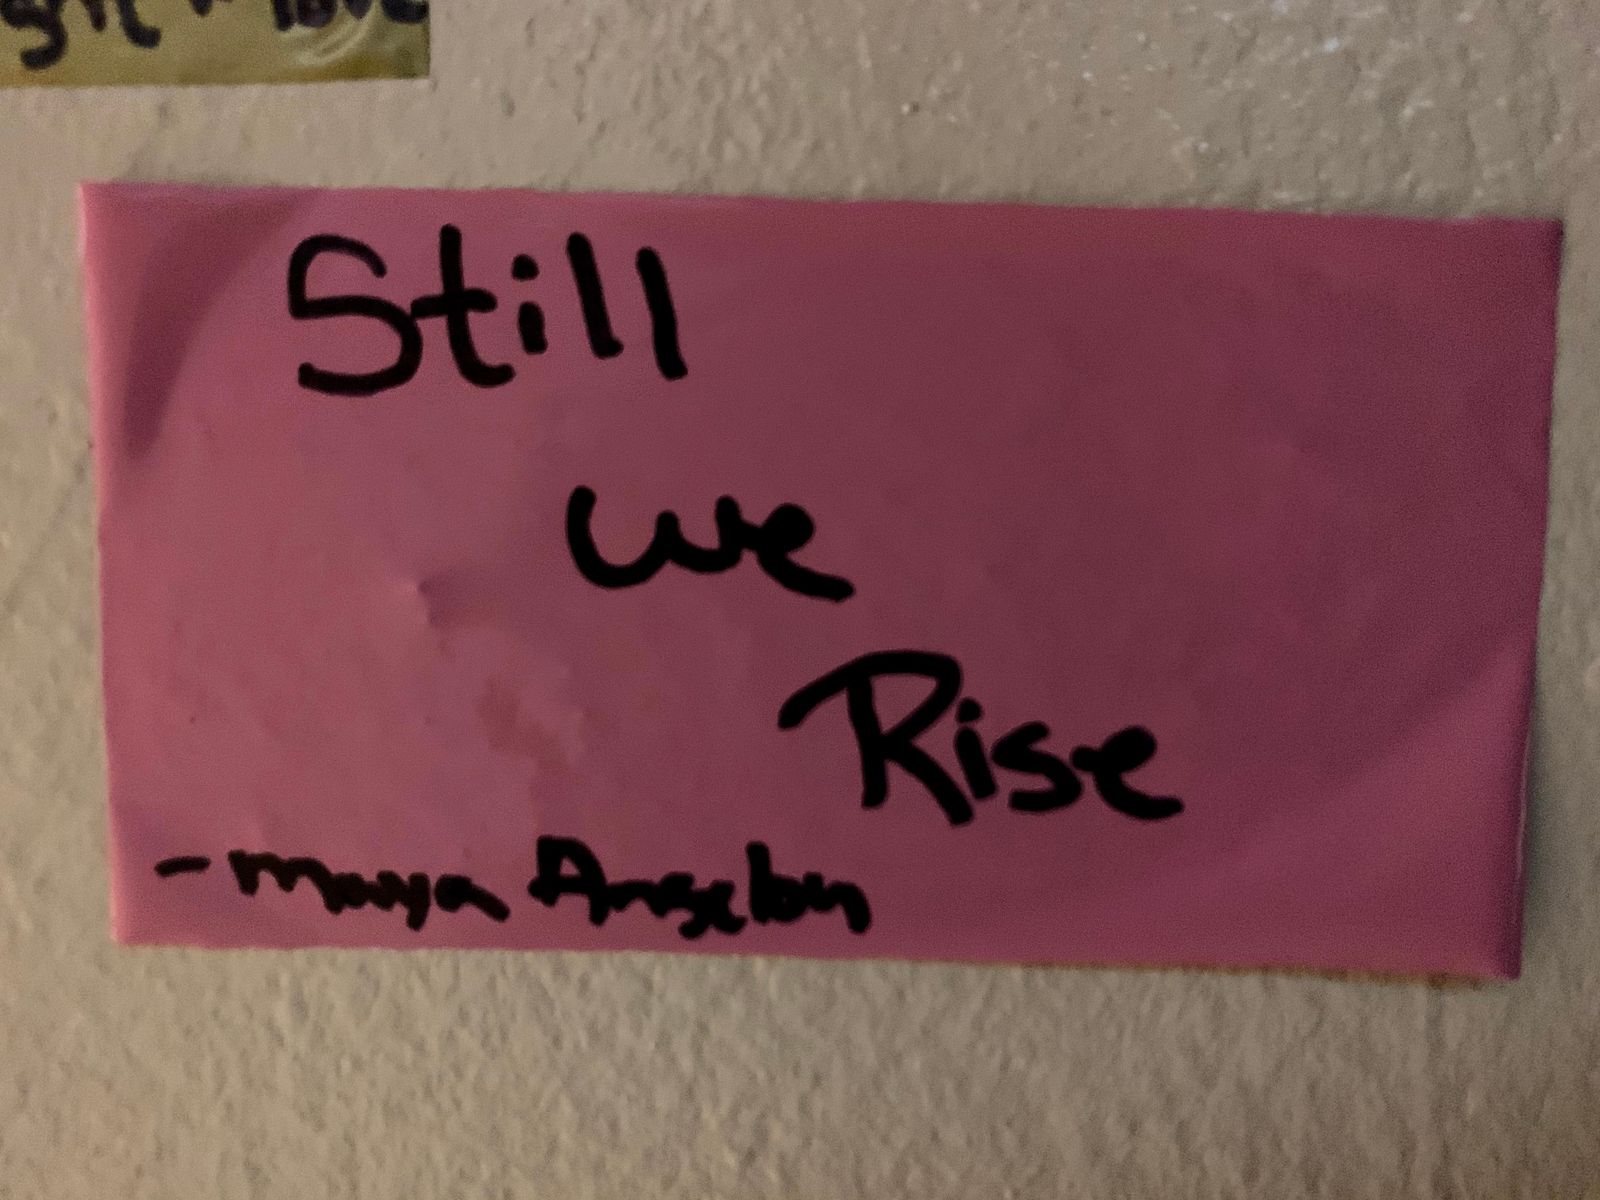 Still
we
Rise
- Maya Angelou